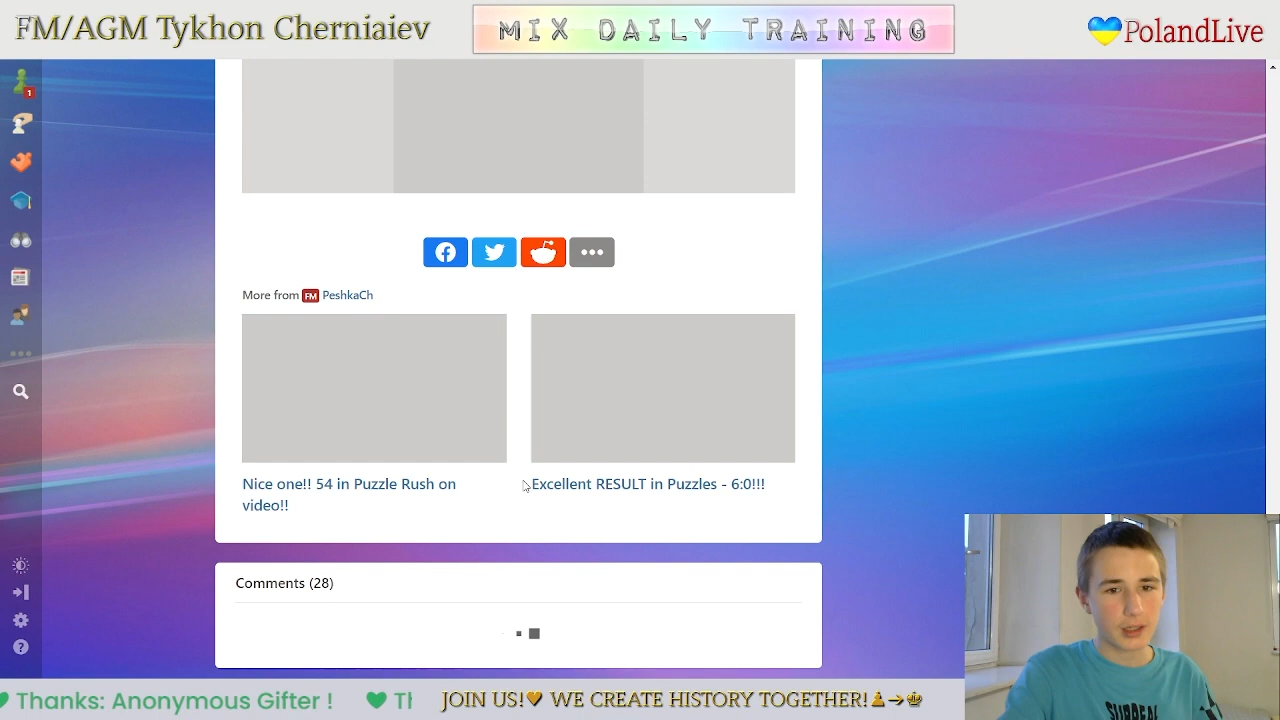 FM/AGM Tykhon Cherniaiev
MIX DAILY TRAINING
PolandLive
1
More from FM PeshkaCh
Nice one!! 54 in Puzzle Rush on
video!!
Excellent RESULT in Puzzles - 6:0!!!
Comments (28)
Thanks: Anonymous Gifter !
JOIN US! WE CREATE HISTORY TOGETHER!